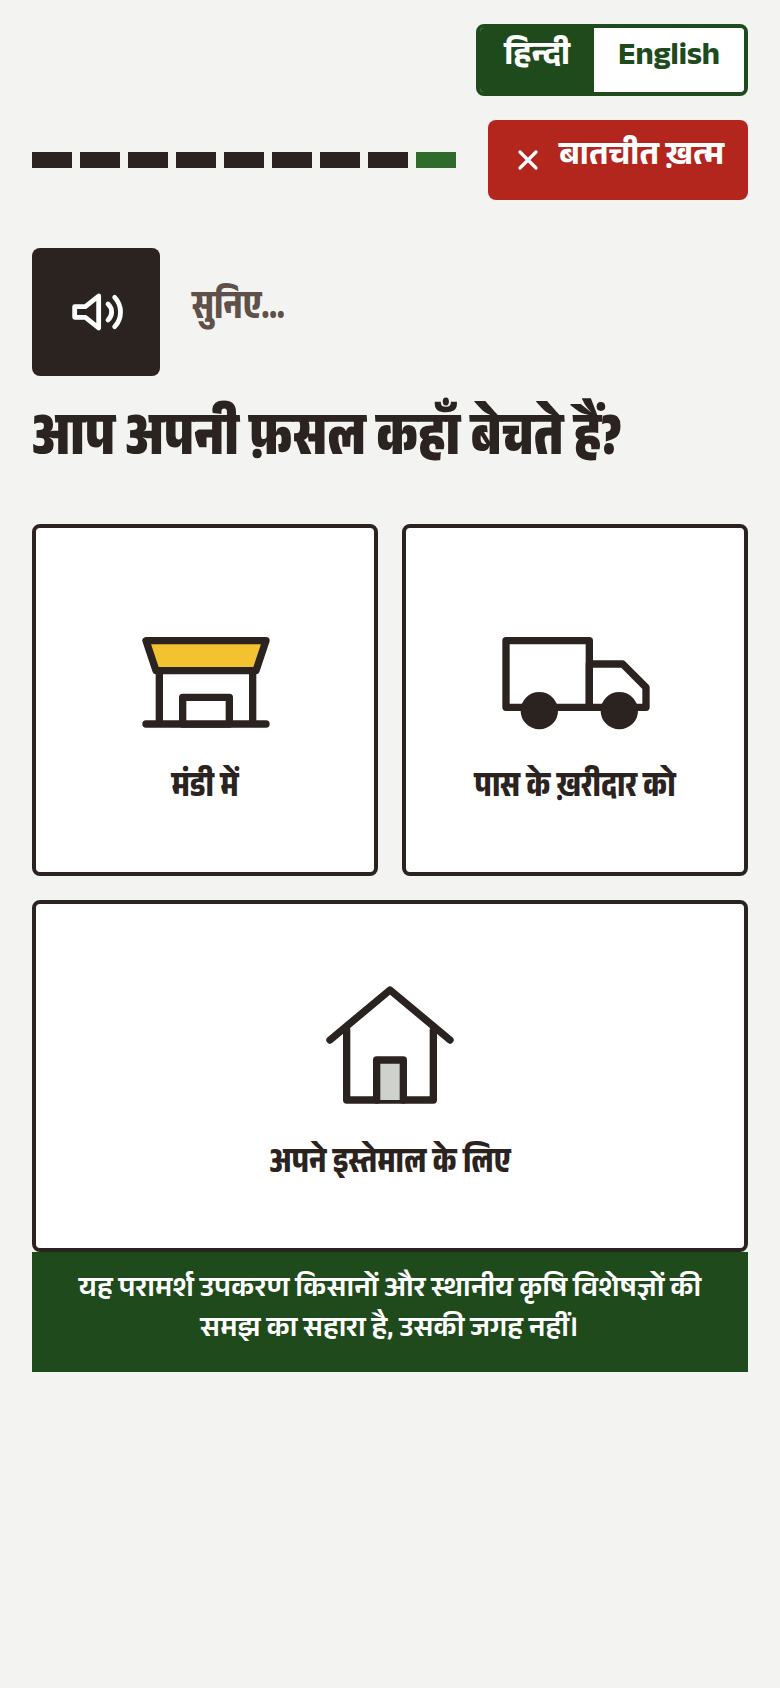 हिन्दी English
बातचीत ख़त्म
सुनिए...
आप अपनी फ़सल कहाँ बेचते हैं?
मंडी में
पास के ख़रीदार को
अपने इस्तेमाल के लिए
यह परामर्श उपकरण किसानों और स्थानीय कृषि विशेषज्ञों की
समझ का सहारा है, उसकी जगह नहीं।